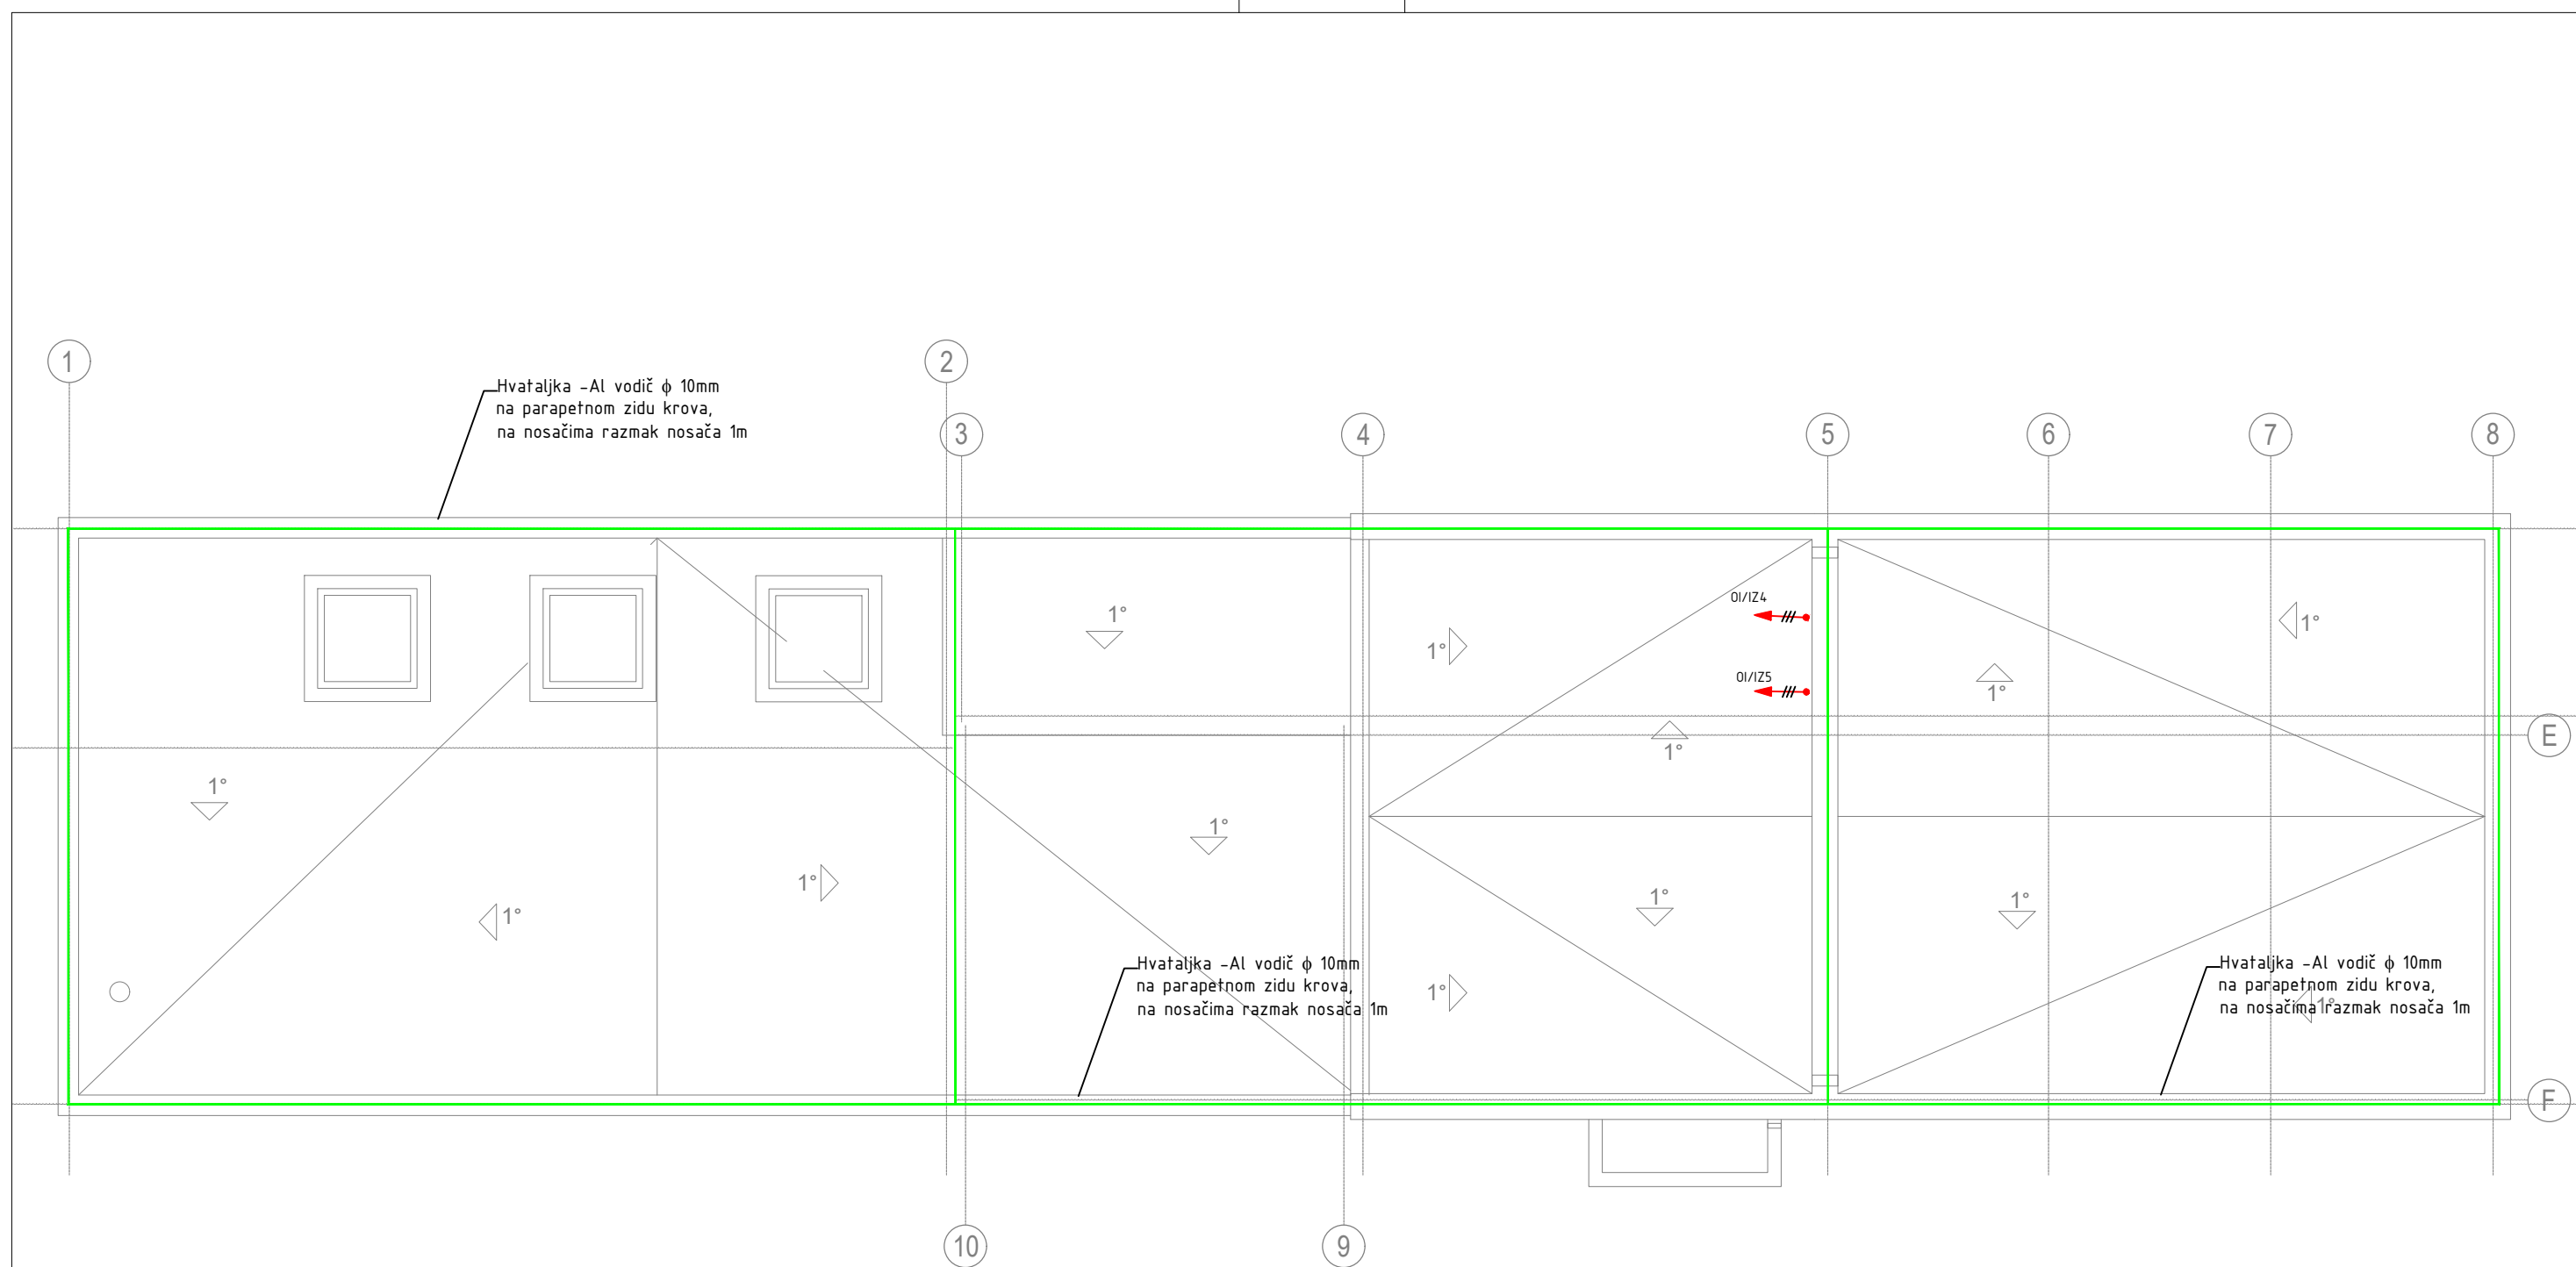 1
2
Hvataljka -Al vodič ϕ 10mm
na parapetnom zidu krova,
na nosačima razmak nosača 1m
3
4
5
6
7
8
OI/IZ4
1°
1°
1°
OI/IZ5
1°
E
1°
1°
1°
1°
1°
1°
1°
Hvataljka -Al vodič ϕ 10mm
na parapetnom zidu krova,
na nosačima razmak nosača 1m
1°
Hvataljka -Al vodič ϕ 10mm
na parapetnom zidu krova,
na nosačima razmak nosača 1m
1°
F
10
9